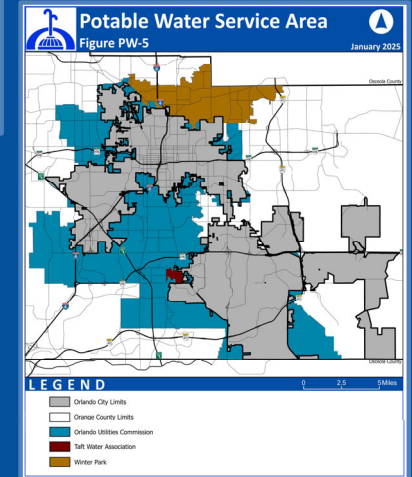 Potable Water Service Area
Figure PW-5
January 2025
Osceola County
Osceola County
LEGEND
0 2.5 5 Miles
Orlando City Limits
Orange County Limits
Orlando Utilities Commission
Taft Water Association
Winter Park